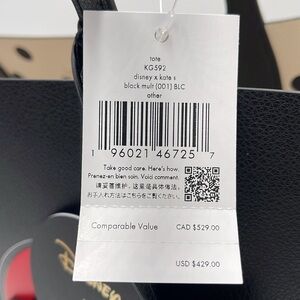 tote
KG592
disney x kate s
black mult (001) BLC
other
1 96021 46725 7
Take good care. Here's how.
Prenez-en bien soin. Voici comment.
请妥善维护。这里是具体做法。
お手入れ方法はこちらをご覧ください。
Comparable Value CAD $529.00
USD $429.00